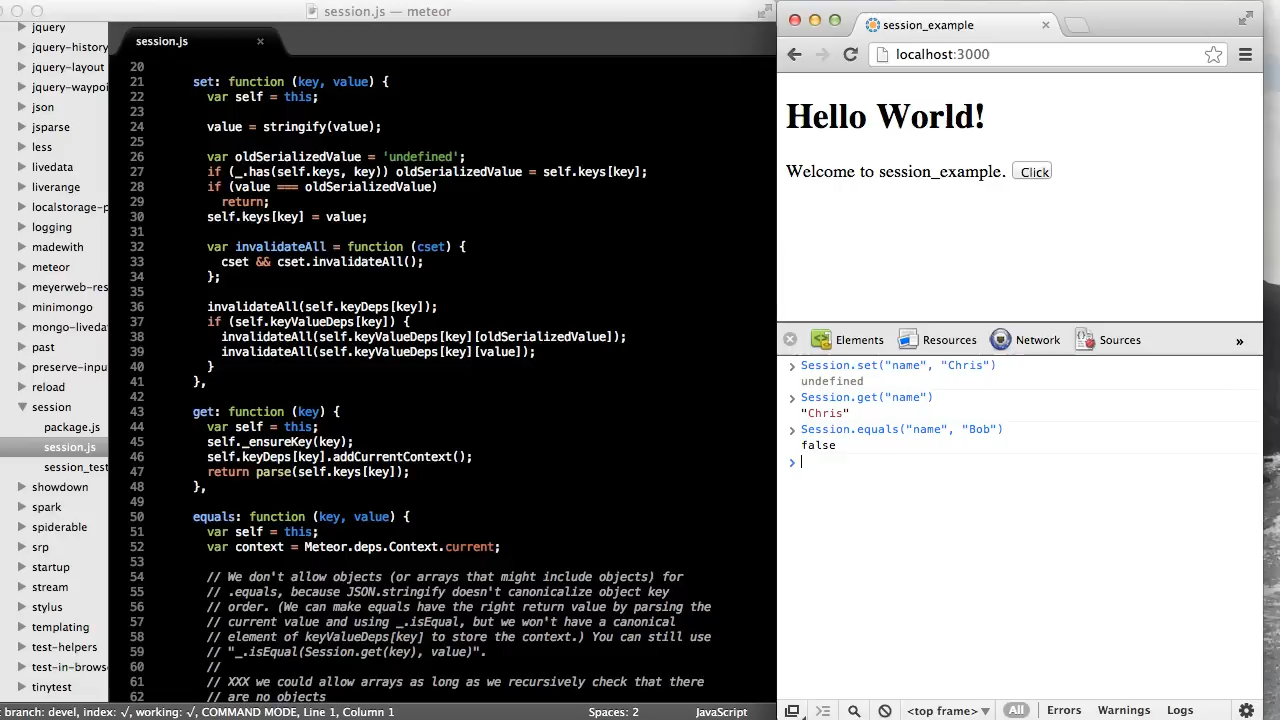 session.js — meteor
jquery
jquery-history
jquery-layout
jquery-waypoi
json
jsparse
less
livedata
liverange
localstorage-p
logging
madewith
meteor
meyerweb-res
minimongo
mongo-livedat
past
preserve-input
reload
session
package.js
session.js
session_test
showdown
spark
spiderable
srp
startup
stream
stylus
templating
test-helpers
test-in-browse
tinytest
session.js
20
21 set: function (key, value) {
22 var self = this;
23
24 value = stringify(value);
25
26 var oldSerializedValue = 'undefined';
27 if (_.has(self.keys, key)) oldSerializedValue = self.keys[key];
28 if (value === oldSerializedValue)
29 return;
30 self.keys[key] = value;
31
32 var invalidateAll = function (cset) {
33 cset && cset.invalidateAll();
34 };
35
36 invalidateAll(self.keyDeps[key]);
37 if (self.keyValueDeps[key]) {
38 invalidateAll(self.keyValueDeps[key][oldSerializedValue]);
39 invalidateAll(self.keyValueDeps[key][value]);
40 }
41 },
42
43 get: function (key) {
44 var self = this;
45 self._ensureKey(key);
46 self.keyDeps[key].addCurrentContext();
47 return parse(self.keys[key]);
48 },
49
50 equals: function (key, value) {
51 var self = this;
52 var context = Meteor.deps.Context.current;
53
54 // We don't allow objects (or arrays that might include objects) for
55 // .equals, because JSON.stringify doesn't canonicalize object key
56 // order. (We can make equals have the right return value by parsing the
57 // current value and using _.isEqual, but we won't have a canonical
58 // element of keyValueDeps[key] to store the context.) You can still use
59 // "_.isEqual(Session.get(key), value)".
60 //
61 // XXX we could allow arrays as long as we recursively check that there
62 // are no objects
t branch: devel, index: √, working: √, COMMAND MODE, Line 1, Column 1
Spaces: 2
JavaScript
session_example
localhost:3000
Hello World!
Welcome to session_example. Click
Elements Resources Network Sources »
> Session.set("name", "Chris")
undefined
> Session.get("name")
"Chris"
> Session.equals("name", "Bob")
false
>
<top frame> All Errors Warnings Logs